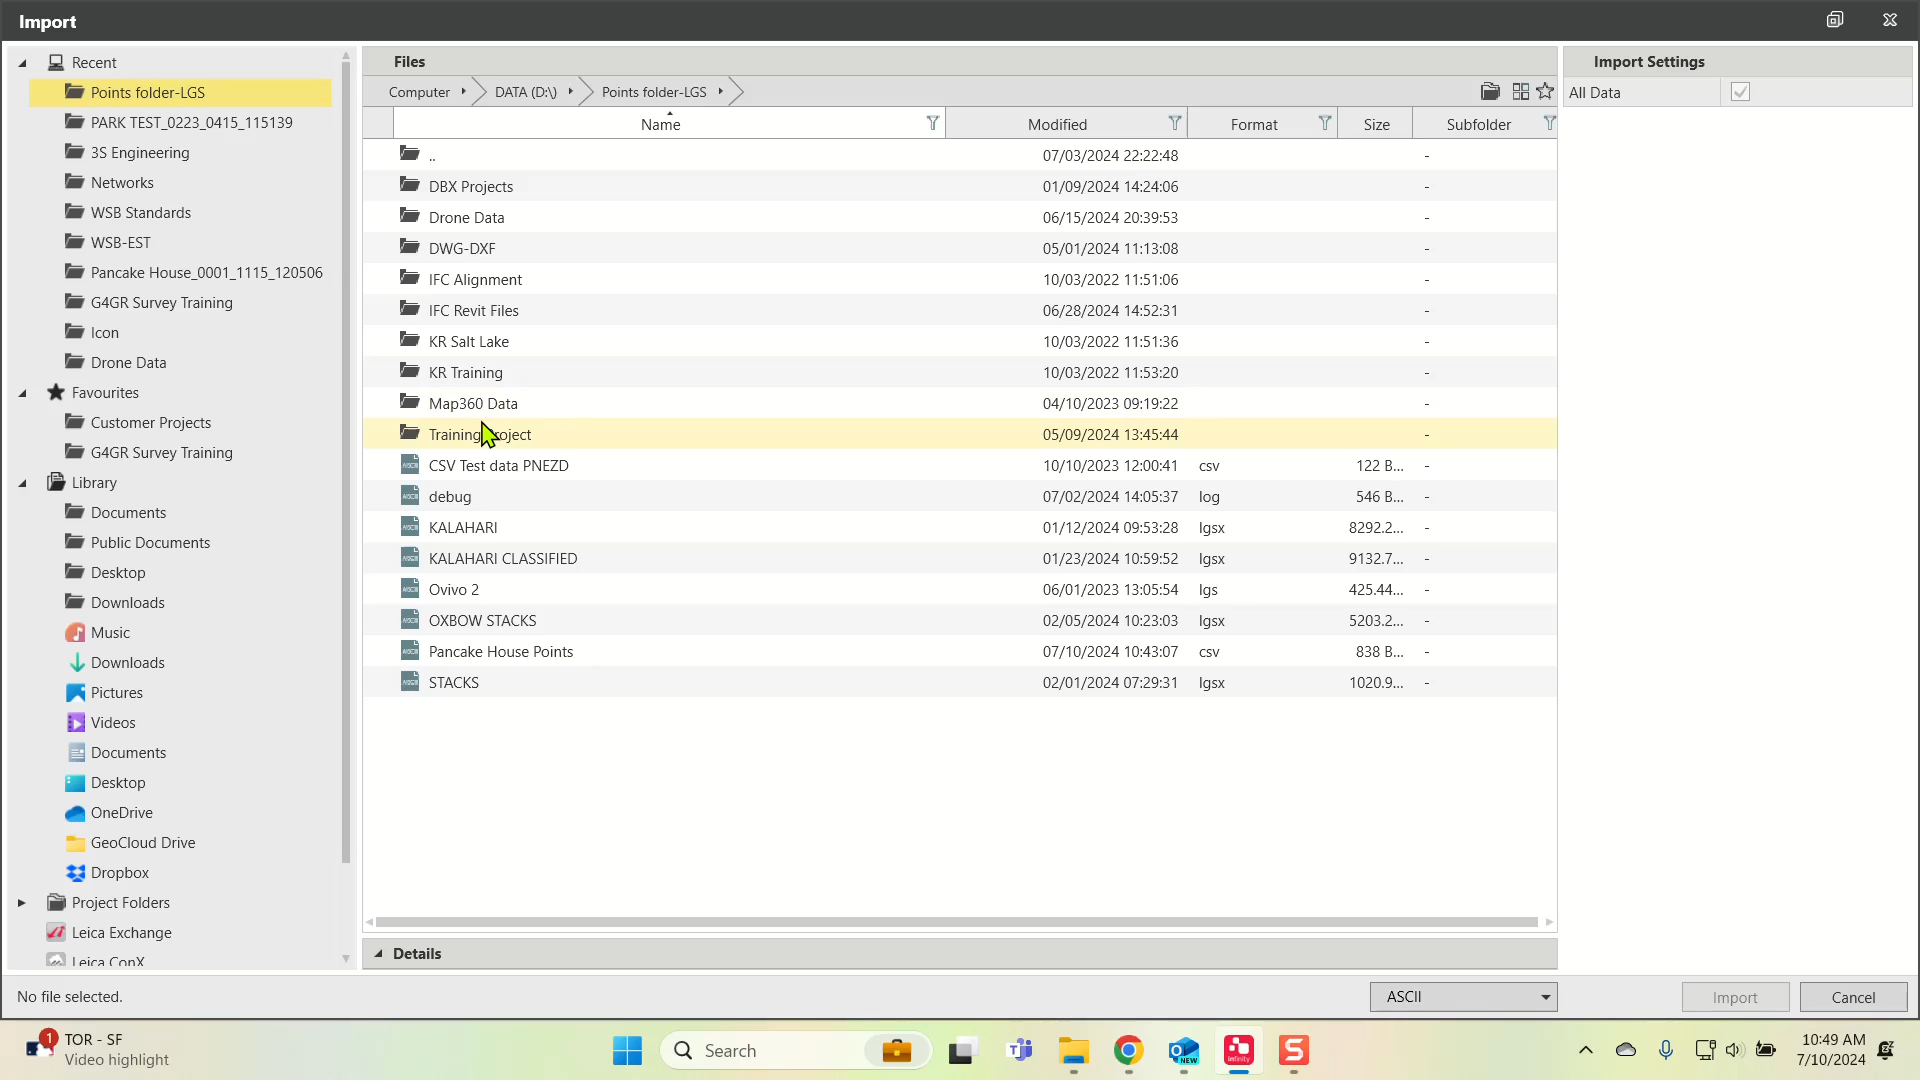 Import
Recent
Points folder-LGS
PARK TEST_0223_0415_115139
3S Engineering
Networks
WSB Standards
WSB-EST
Pancake House_0001_1115_120506
G4GR Survey Training
Icon
Drone Data
Favourites
Customer Projects
G4GR Survey Training
Library
Documents
Public Documents
Desktop
Downloads
Music
Downloads
Pictures
Videos
Documents
Desktop
OneDrive
GeoCloud Drive
Dropbox
Project Folders
Leica Exchange
Leica ConX
Files
Computer DATA (D:\) Points folder-LGS
Name Modified Format Size Subfolder
.. 07/03/2024 22:22:48 -
DBX Projects 01/09/2024 14:24:06 -
Drone Data 06/15/2024 20:39:53 -
DWG-DXF 05/01/2024 11:13:08 -
IFC Alignment 10/03/2022 11:51:06 -
IFC Revit Files 06/28/2024 14:52:31 -
KR Salt Lake 10/03/2022 11:51:36 -
KR Training 10/03/2022 11:53:20 -
Map360 Data 04/10/2023 09:19:22 -
Training oject 05/09/2024 13:45:44 -
CSV Test data PNEZD 10/10/2023 12:00:41 csv 122 B... -
debug 07/02/2024 14:05:37 log 546 B... -
KALAHARI 01/12/2024 09:53:28 lgsx 8292.2... -
KALAHARI CLASSIFIED 01/23/2024 10:59:52 lgsx 9132.7... -
Ovivo 2 06/01/2023 13:05:54 lgs 425.44... -
OXBOW STACKS 02/05/2024 10:23:03 lgsx 5203.2... -
Pancake House Points 07/10/2024 10:43:07 csv 838 B... -
STACKS 02/01/2024 07:29:31 lgsx 1020.9... -
Details
Import Settings
All Data
No file selected.
ASCII
Import
Cancel
1
TOR - SF
Video highlight
Search
NEW
infinity
10:49 AM
7/10/2024